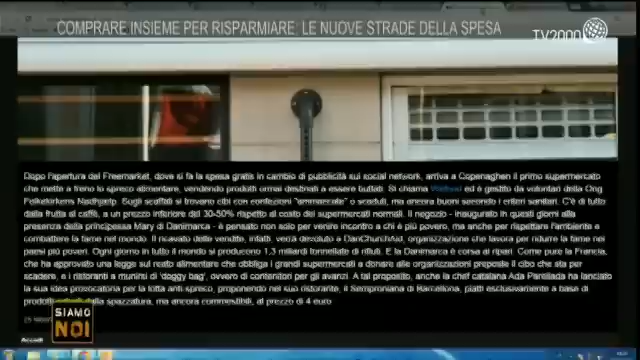 COMPRARE INSIEME PER RISPARMIARE: LE NUOVE STRADE DELLA SPESA
TV2000
Dopo l'apertura del Freemarket, dove si fa la spesa gratis in cambio di pubblicità sui social network, arriva a Copenaghen il primo supermercato
che mette a freno lo spreco alimentare, vendendo prodotti ormai destinati a essere buttati. Si chiama Wefood ed è gestito da volontari della Ong
Folkekirkens Nødhjælp. Sugli scaffali si trovano cibi con confezioni "ammaccate" o scaduti, ma ancora buoni secondo i criteri sanitari. C'è di tutto
dalla frutta al caffè, a un prezzo inferiore del 30-50% rispetto al costo dei supermercati normali. Il negozio - inaugurato in questi giorni alla
presenza della principessa Mary di Danimarca - è pensato non solo per venire incontro a chi è più povero, ma anche per rispettare l'ambiente e
combattere la fame nel mondo. Il ricavato della vendite, infatti, verrà devoluto a DanChurchAid, organizzazione che lavora per ridurre la fame nei
paesi più poveri. Ogni giorno in tutto il mondo si producono 1,3 miliardi tonnellate di rifiuti. E la Danimarca è corsa ai ripari. Come pure la Francia,
che ha approvato una legge sul reato alimentare che obbliga i grandi supermercati a donare alle organizzazioni preposte il cibo che sta per
scadere, e i ristoranti a munirsi di 'doggy bag', ovvero di contenitori per gli avanzi. A tal proposito, anche la chef catalana Ada Parellada ha lanciato
la sua idea provocatoria per la lotta anti spreco, proponendo nel suo ristorante, il Semproniana di Barcellona, piatti esclusivamente a base di
prodotti della spazzatura, ma ancora commestibili, al prezzo di 4 euro
SIAMO
NOI
Accedi